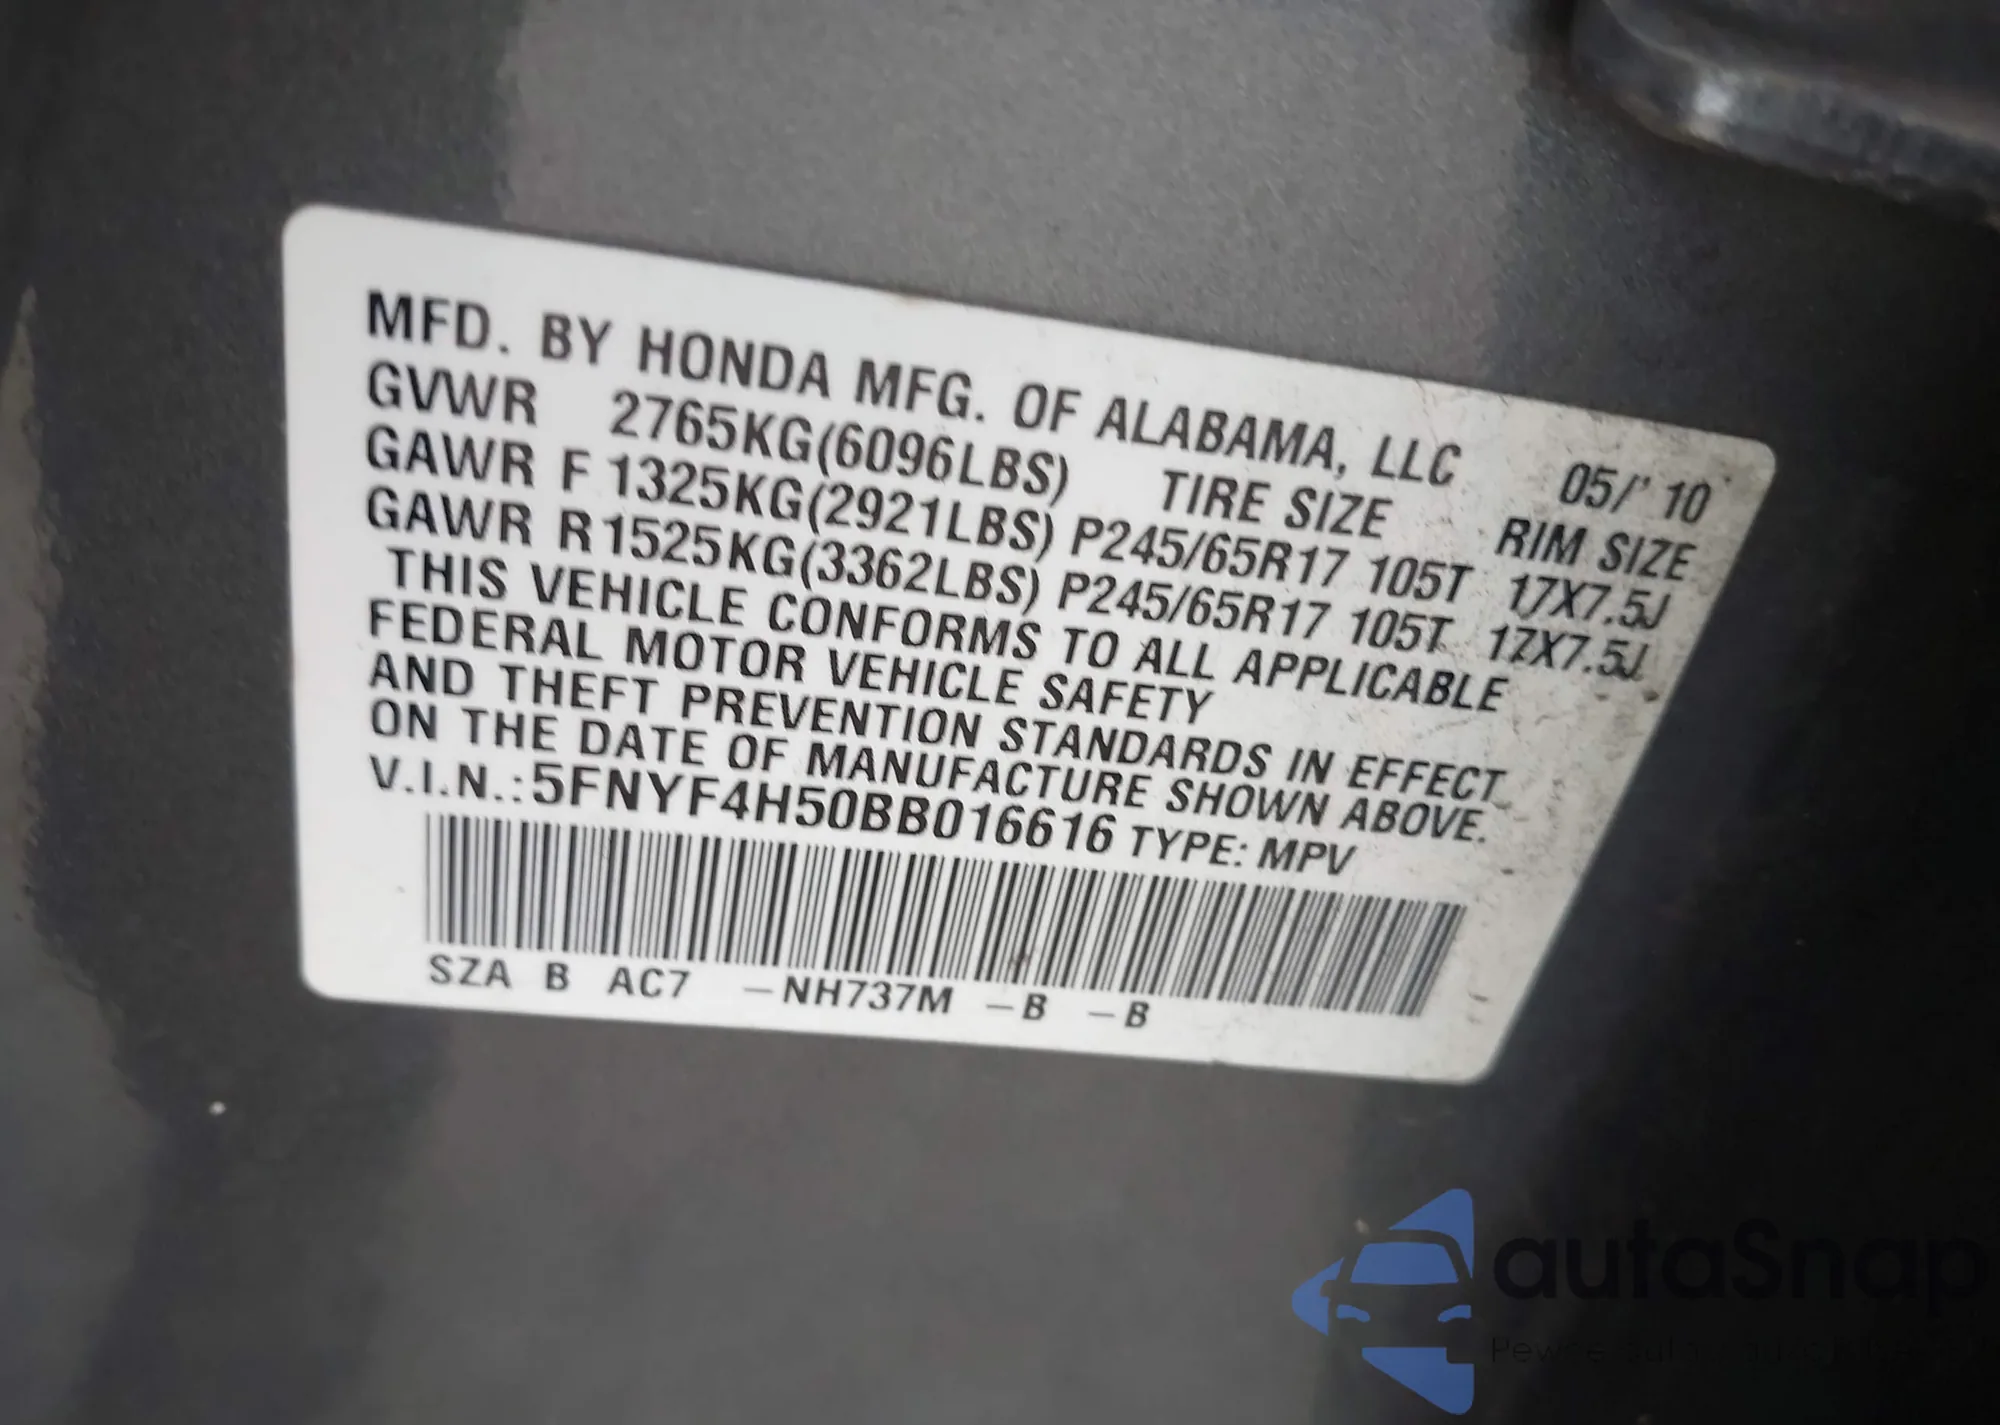 MFD. BY HONDA MFG. OF ALABAMA, LLC 05/'10
GVWR 2765KG(6096LBS) TIRE SIZE RIM SIZE
GAWR F 1325KG(2921LBS) P245/65R17 105T 17X7.5J
GAWR R 1525KG(3362LBS) P245/65R17 105T 17X7.5J
THIS VEHICLE CONFORMS TO ALL APPLICABLE
FEDERAL MOTOR VEHICLE SAFETY
AND THEFT PREVENTION STANDARDS IN EFFECT
ON THE DATE OF MANUFACTURE SHOWN ABOVE.
V.I.N.:5FNYF4H50BB016616 TYPE: MPV
SZA B AC7 –NH737M –B –B
autaSnap